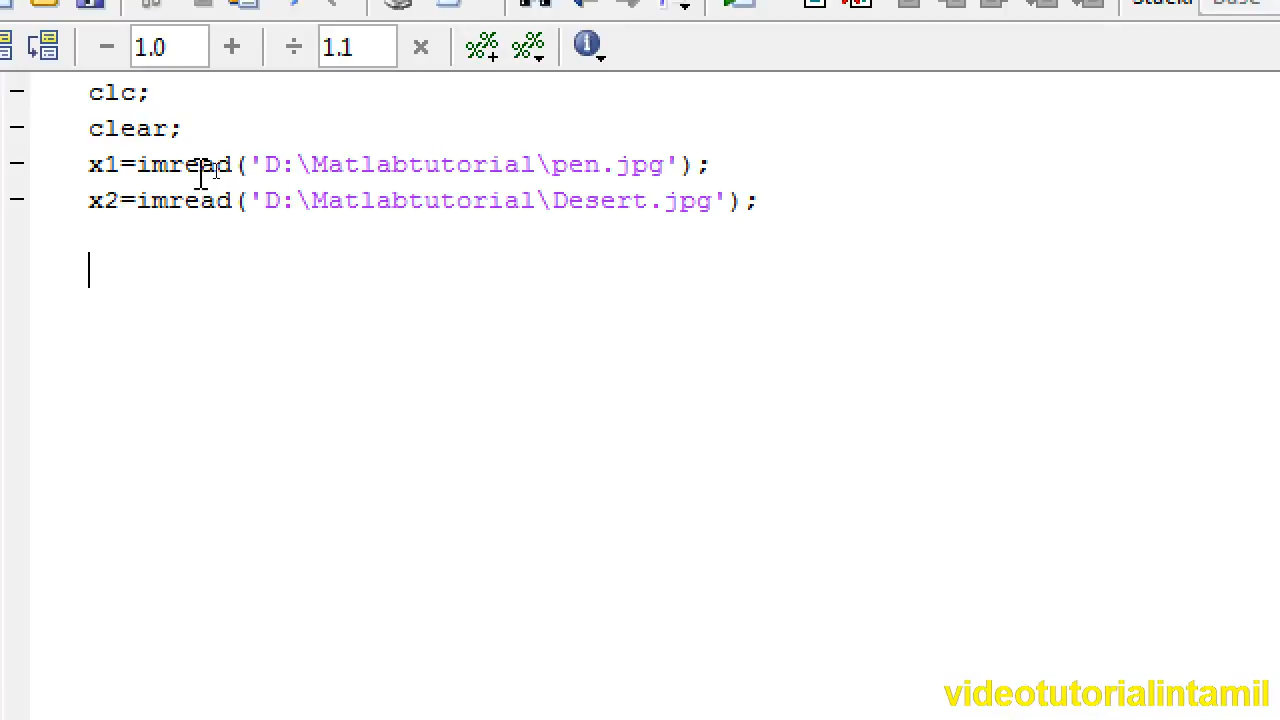 1.0
1.1
clc;
clear;
x1=imread('D:\Matlabtutorial\pen.jpg');
x2=imread('D:\Matlabtutorial\Desert.jpg');
videotutorialintamil